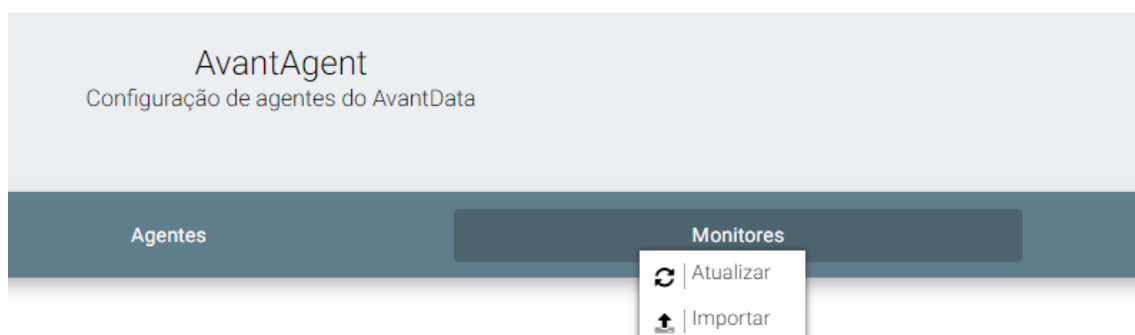 AvantAgent
Configuração de agentes do AvantData
Agentes
Monitores
Atualizar
Importar